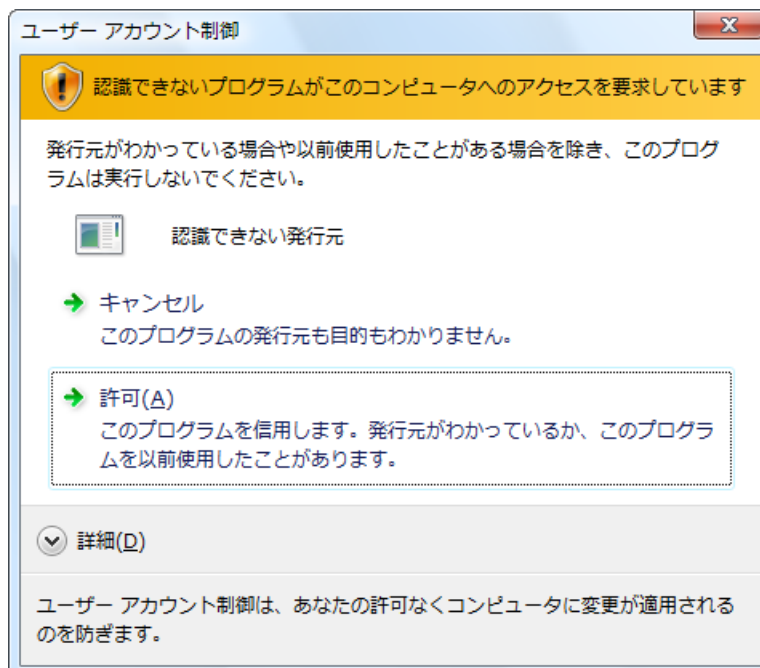 ユーザー アカウント制御
認識できないプログラムがこのコンピュータへのアクセスを要求しています
発行元がわかっている場合や以前使用したことがある場合を除き、このプログ
ラムは実行しないでください。
認識できない発行元
キャンセル
このプログラムの発行元も目的もわかりません。
許可(A)
このプログラムを信用します。発行元がわかっているか、このプログラ
ムを以前使用したことがあります。
詳細(D)
ユーザー アカウント制御は、あなたの許可なくコンピュータに変更が適用される
のを防ぎます。